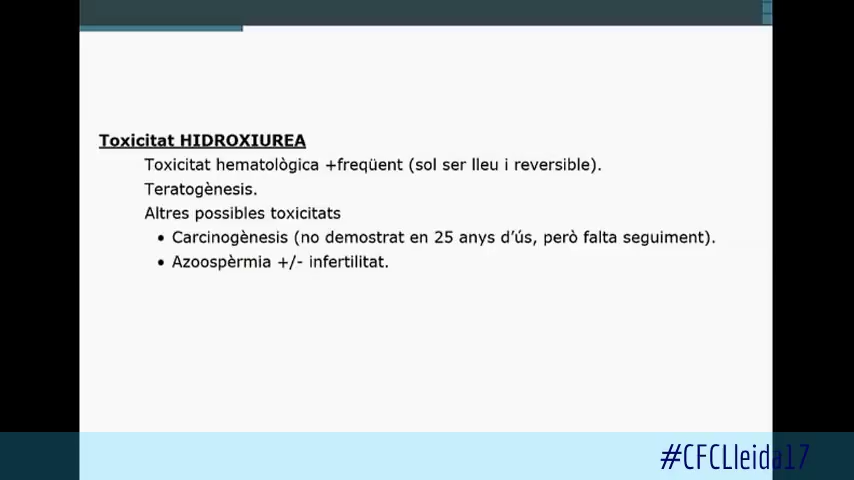 Toxicitat HIDROXIUREA
Toxicitat hematològica +freqüent (sol ser lleu i reversible).
Teratogènesis.
Altres possibles toxicitats
• Carcinogènesis (no demostrat en 25 anys d'ús, però falta seguiment).
• Azoospèrmia +/- infertilitat.
#CFCLleida17